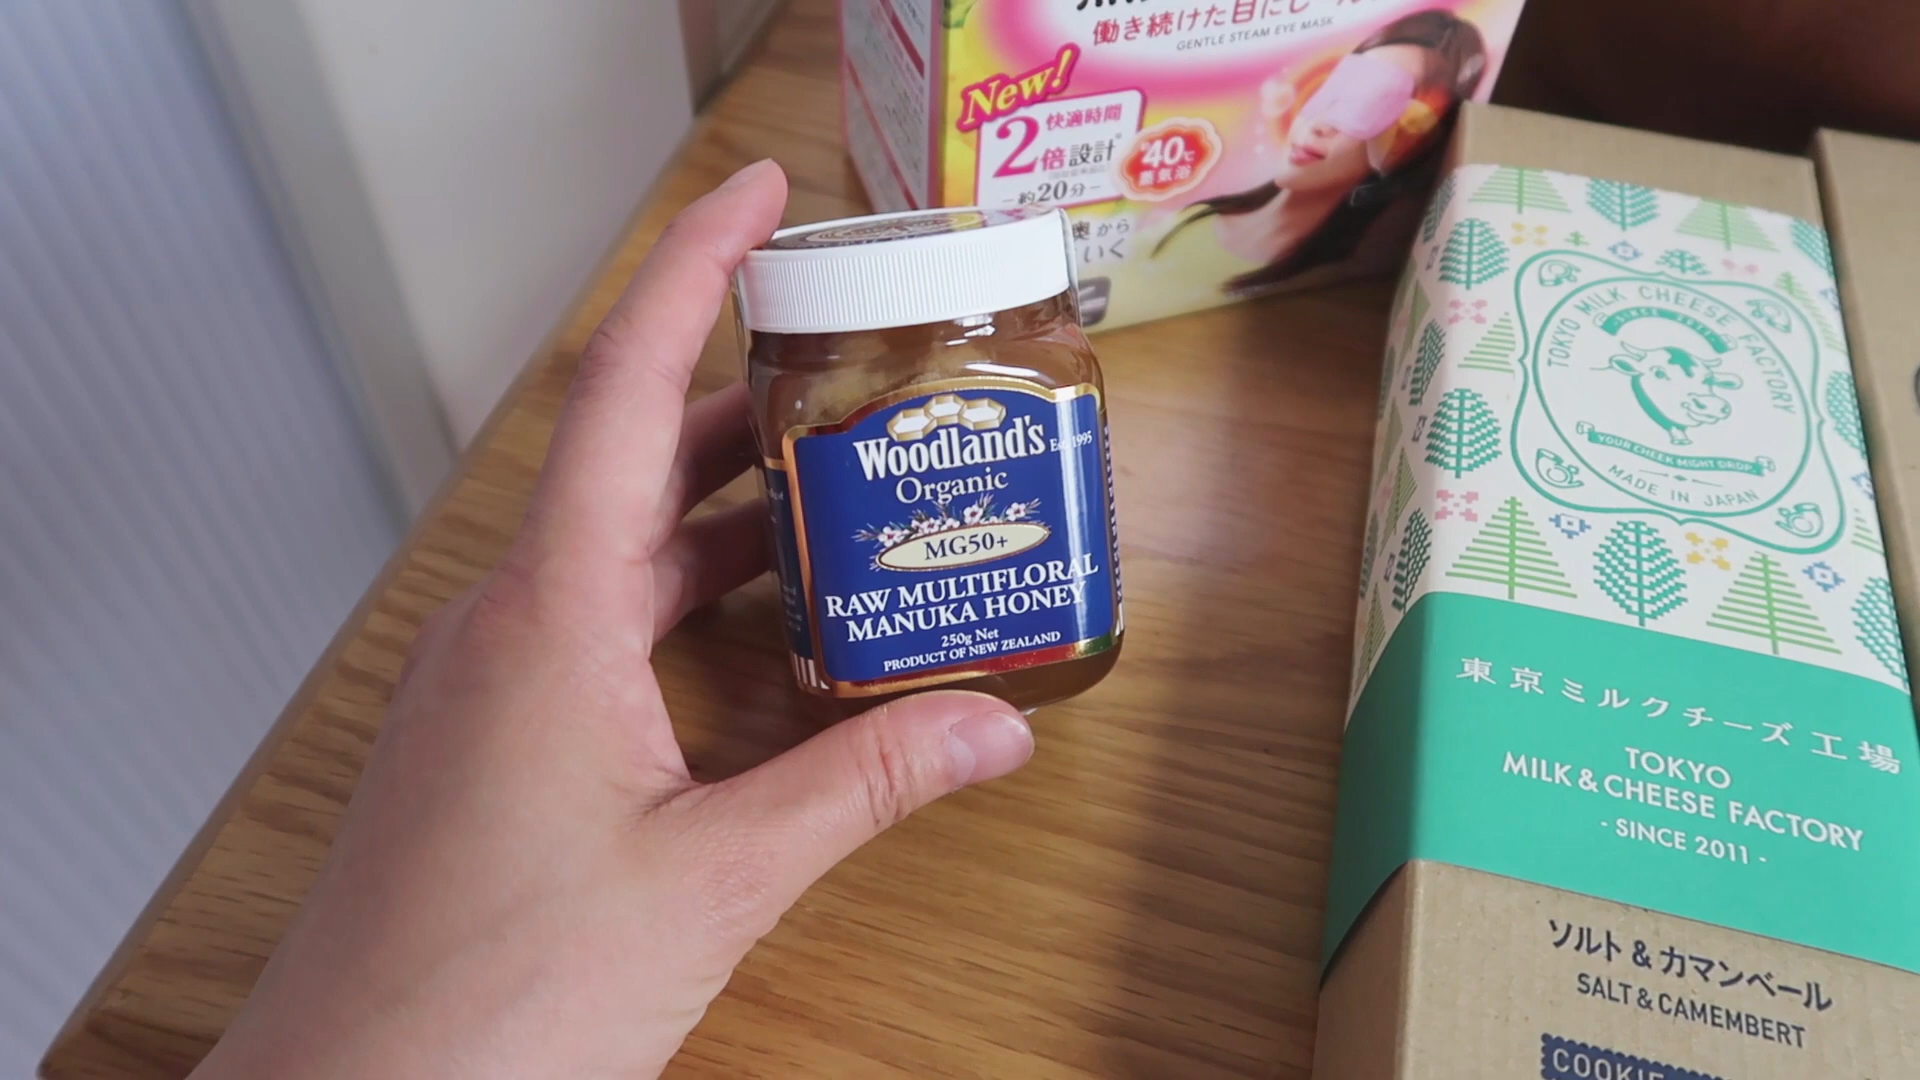 働き続けた目に
GENTLE STEAM EYE MASK
New!
快適時間
2倍設計
約20分
約40℃
蒸気浴
奥から
いく
Woodland's
Est. 1995
Organic
MG50+
RAW MULTIFLORAL
MANUKA HONEY
250g Net
PRODUCT OF NEW ZEALAND
TOKYO MILK CHEESE FACTORY
YOUR CHEEK MIGHT DROP.
MADE IN JAPAN
東京ミルクチーズ工場
TOKYO
MILK & CHEESE FACTORY
- SINCE 2011 -
ソルト & カマンベール
SALT & CAMEMBERT